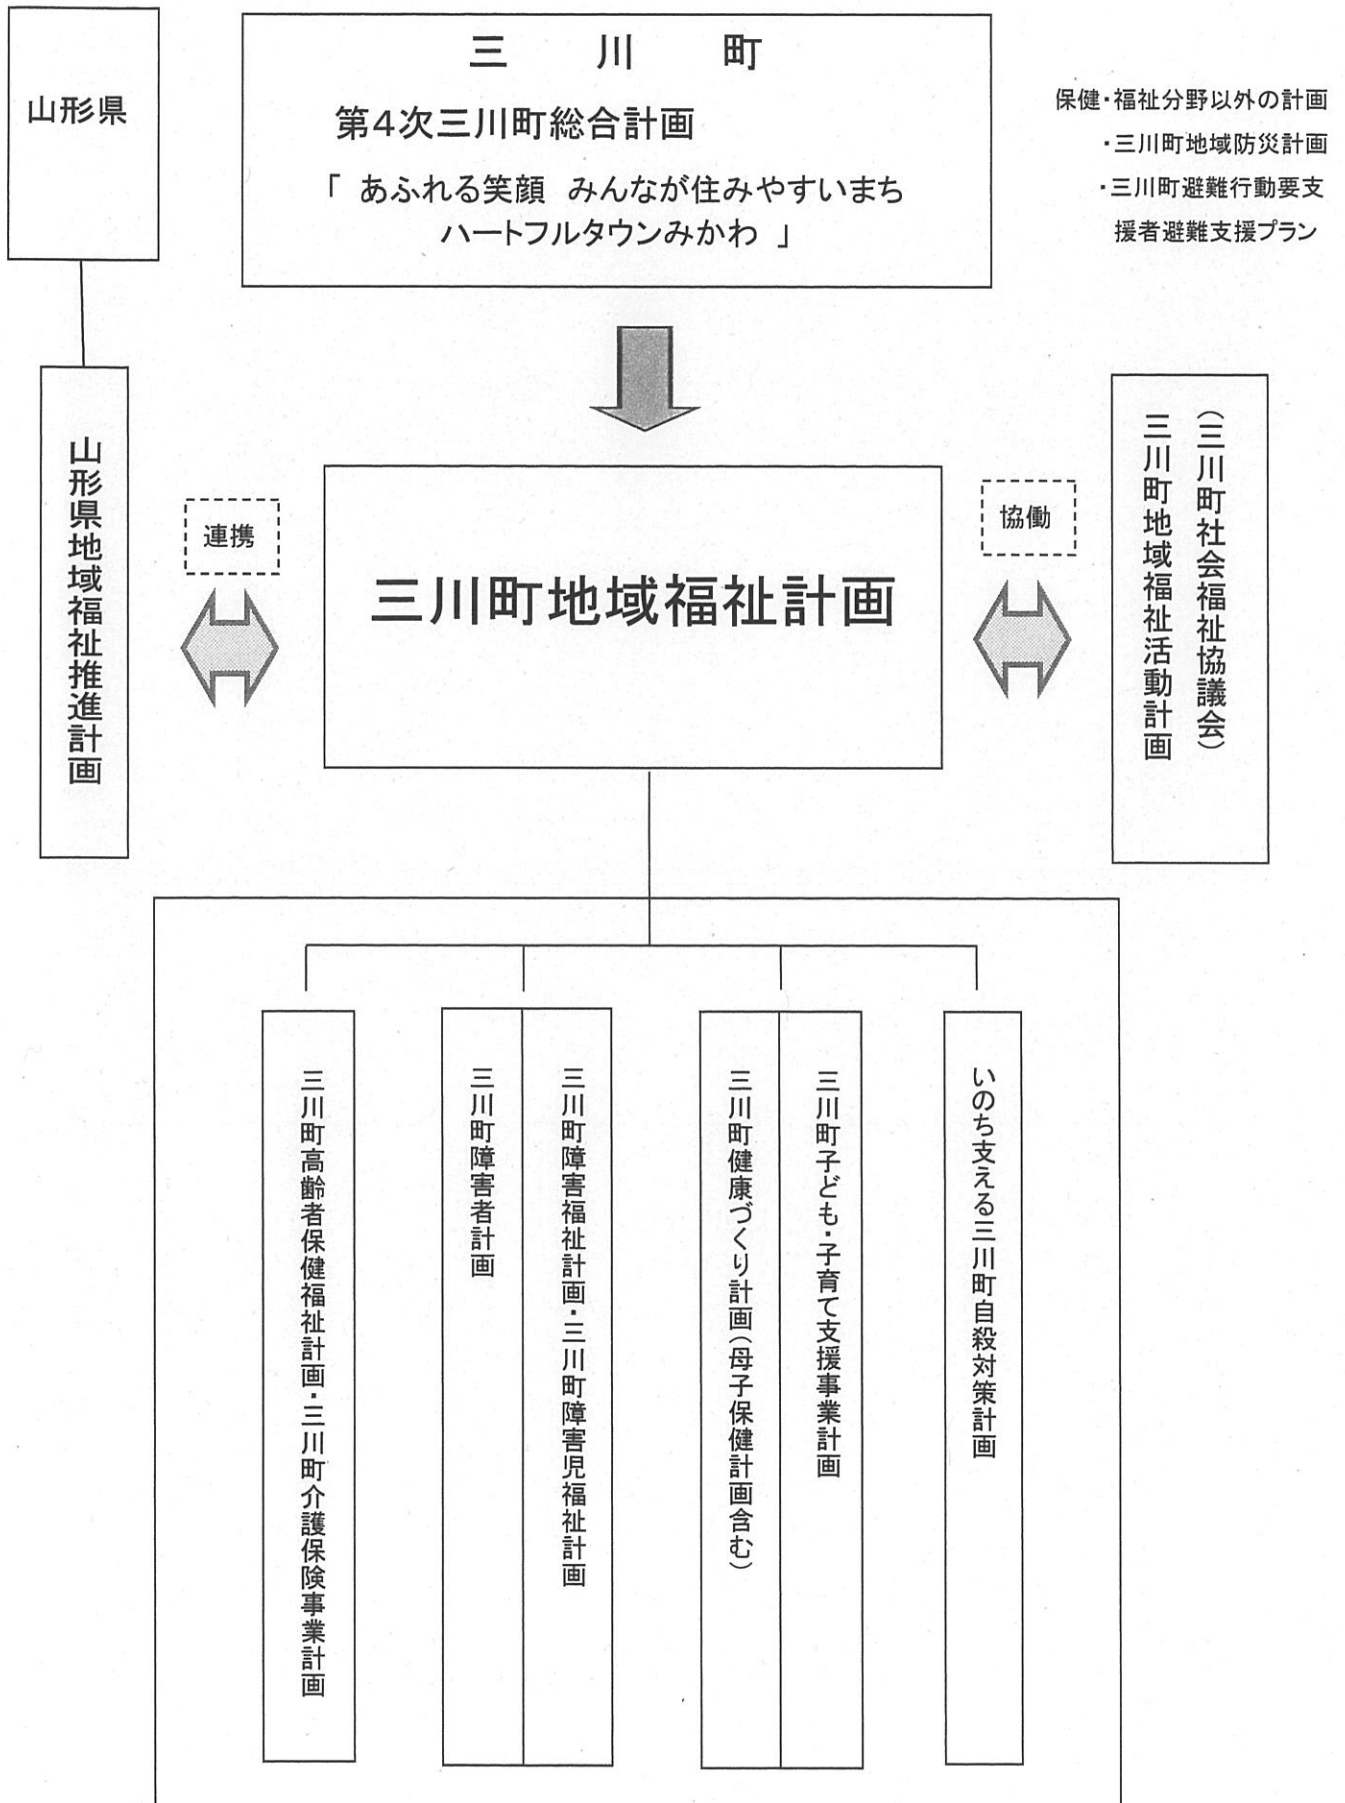 山形県
三 川 町
第4次三川町総合計画
「 あふれる笑顔 みんなが住みやすいまち
ハートフルタウンみかわ 」
保健・福祉分野以外の計画
・三川町地域防災計画
・三川町避難行動要支
援者避難支援プラン
山形県地域福祉推進計画
連携
三川町地域福祉計画
協働
(三川町社会福祉協議会)
三川町地域福祉活動計画
三川町高齢者保健福祉計画・三川町介護保険事業計画
三川町障害者計画
三川町障害福祉計画・三川町障害児福祉計画
三川町健康づくり計画(母子保健計画含む)
三川町子ども・子育て支援事業計画
いのち支える三川町自殺対策計画